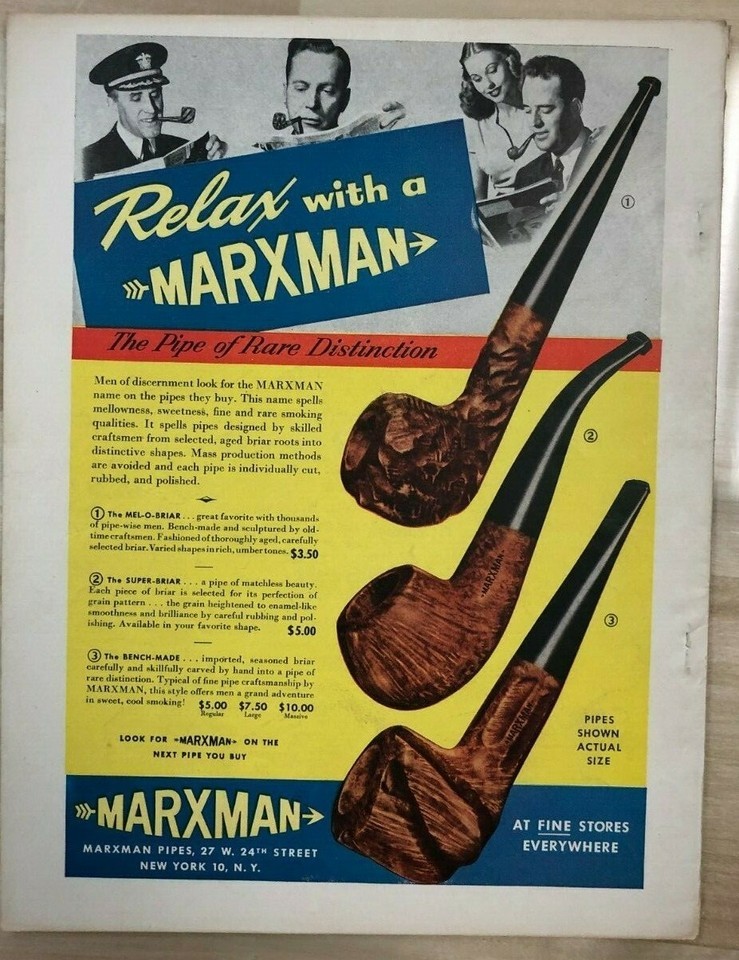 Relax with a
MARXMAN
The Pipe of Rare Distinction
Men of discernment look for the MARXMAN
name on the pipes they buy. This name spells
mellowness, sweetness, fine and rare smoking
qualities. It spells pipes designed by skilled
craftsmen from selected, aged briar roots into
distinctive shapes. Mass production methods
are avoided and each pipe is individually cut,
rubbed, and polished.
① The MEL-O-BRIAR . . . great favorite with thousands
of pipe-wise men. Bench-made and sculptured by old-
time craftsmen. Fashioned of thoroughly aged, carefully
selected briar. Varied shapes in rich, umber tones. $3.50
② The SUPER-BRIAR . . . a pipe of matchless beauty.
Each piece of briar is selected for its perfection of
grain pattern . . . the grain heightened to enamel-like
smoothness and brilliance by careful rubbing and pol-
ishing. Available in your favorite shape. $5.00
③ The BENCH-MADE . . . imported, seasoned briar
carefully and skillfully carved by hand into a pipe of
rare distinction. Typical of fine pipe craftsmanship by
MARXMAN, this style offers men a grand adventure
in sweet, cool smoking! $5.00 $7.50 $10.00
Regular Large Massive
LOOK FOR MARXMAN ON THE
NEXT PIPE YOU BUY
①
②
③
MARXMAN
MARXMAN
PIPES
SHOWN
ACTUAL
SIZE
MARXMAN
MARXMAN PIPES, 27 W. 24TH STREET
NEW YORK 10, N. Y.
AT FINE STORES
EVERYWHERE